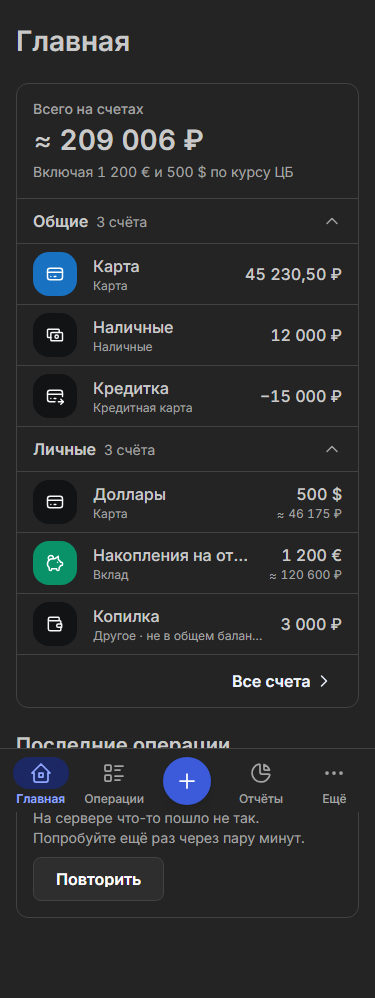 Главная
Всего на счетах
≈ 209 006 ₽
Включая 1 200 € и 500 $ по курсу ЦБ
Общие 3 счёта
Карта
Карта
45 230,50 ₽
Наличные
Наличные
12 000 ₽
Кредитка
Кредитная карта
−15 000 ₽
Личные 3 счёта
Доллары
Карта
500 $
≈ 46 175 ₽
Накопления на от...
Вклад
1 200 €
≈ 120 600 ₽
Копилка
Другое · не в общем балан...
3 000 ₽
Все счета
Последние операции
Главная
Операции
Отчёты
Ещё
На сервере что-то пошло не так.
Попробуйте ещё раз через пару минут.
Повторить